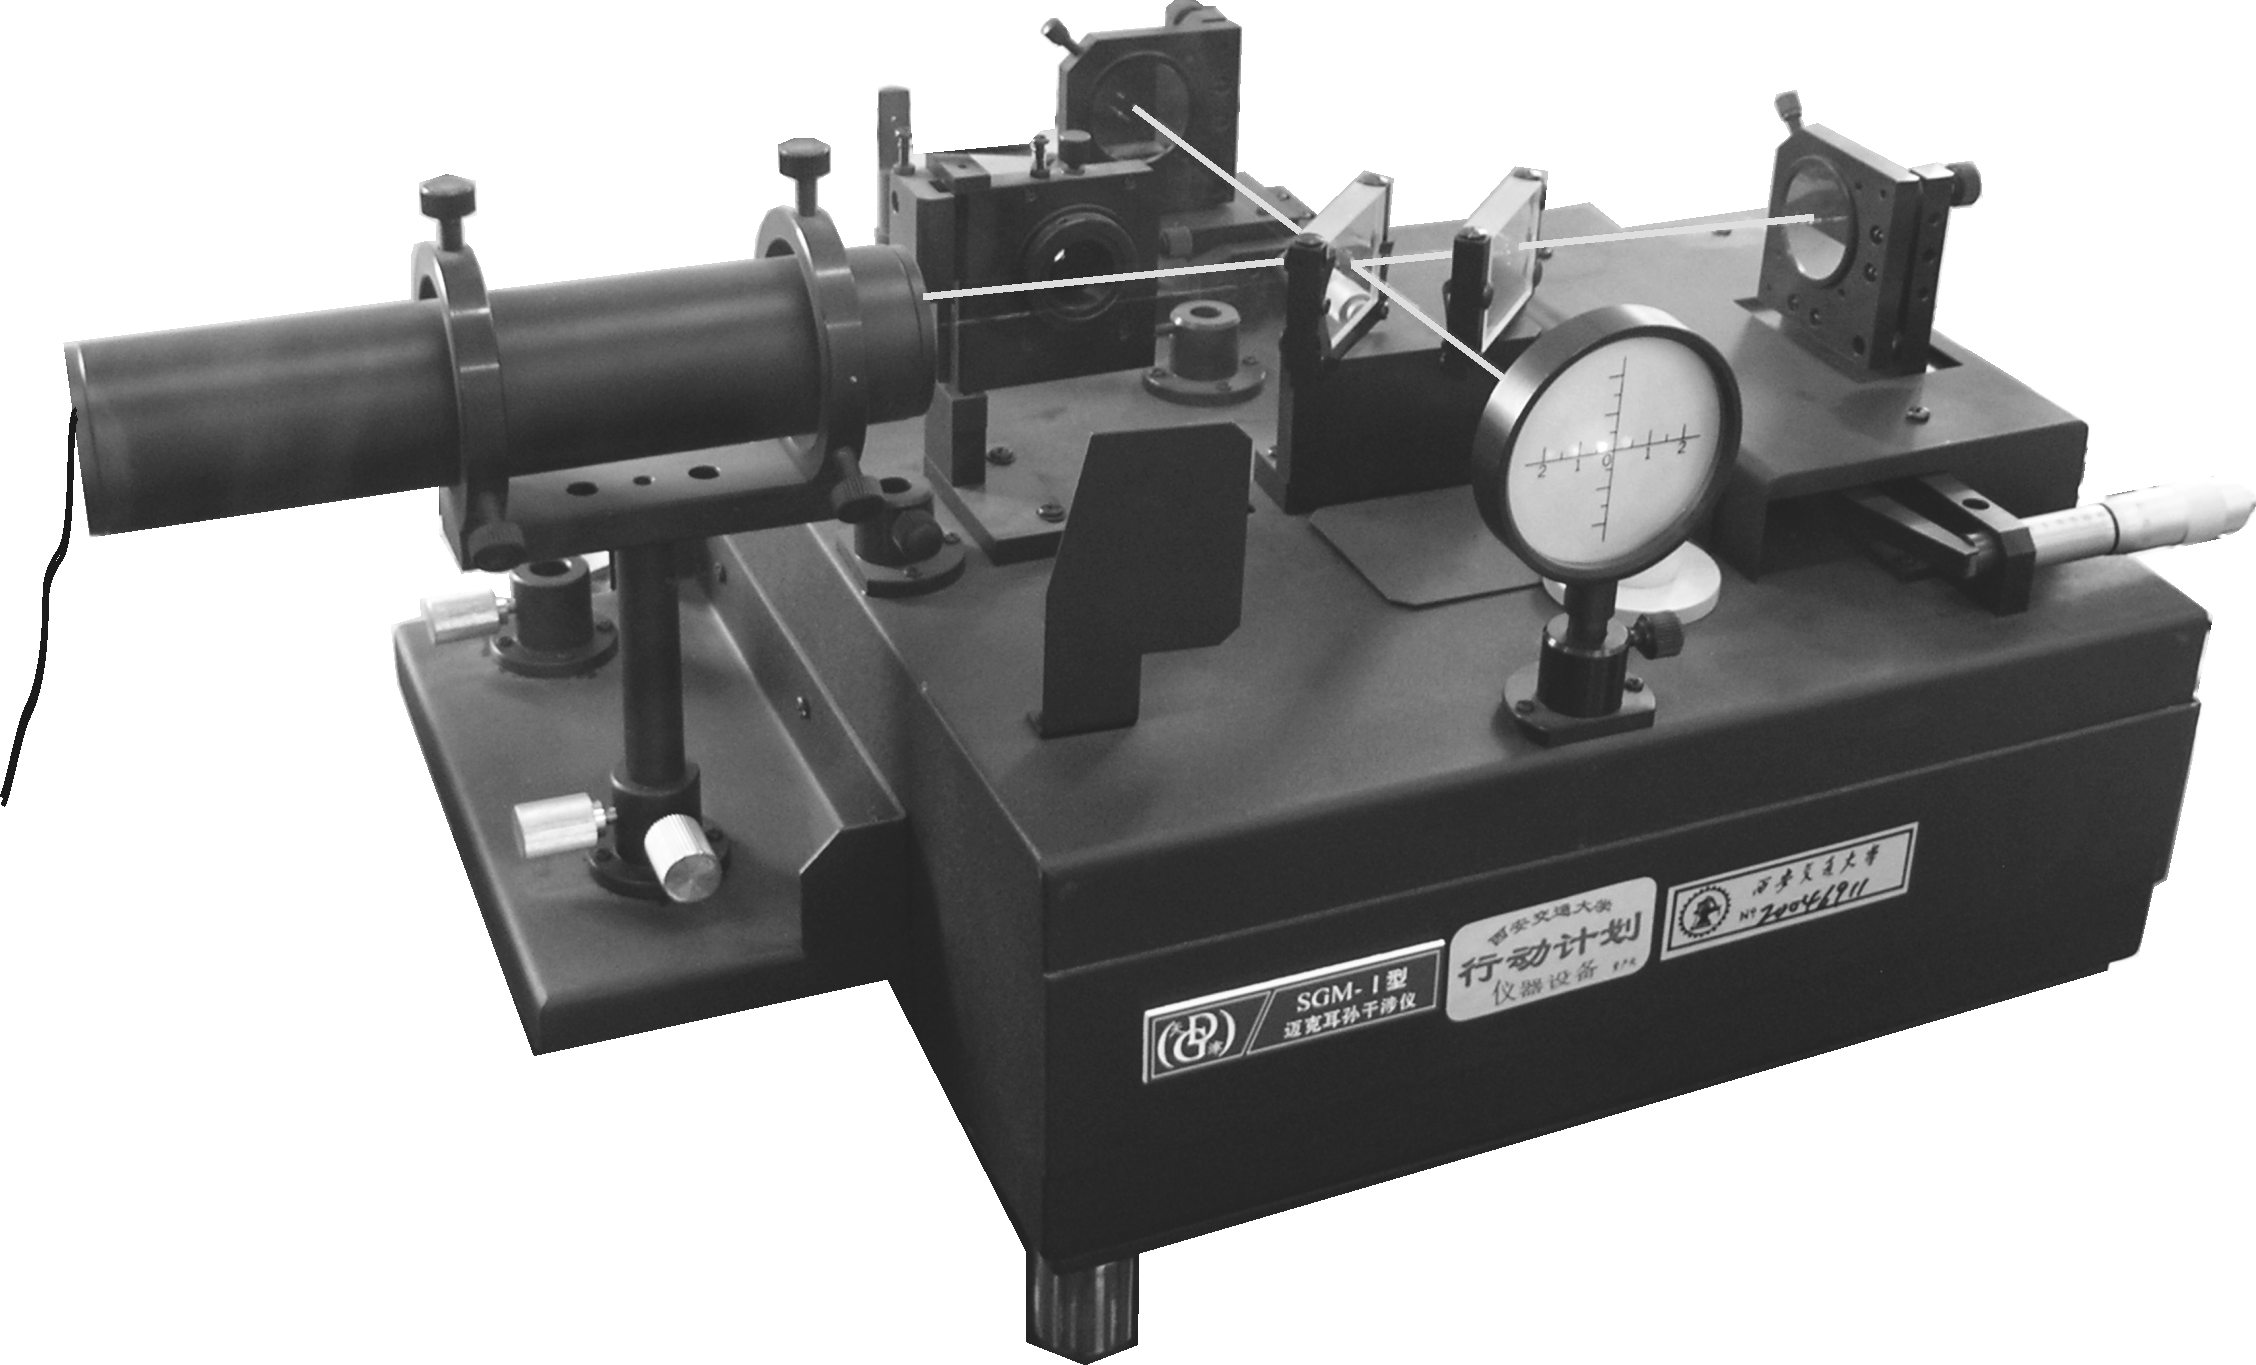 2 1 0 1 2
SGM-1型
迈克耳孙干涉仪
西安交通大学
行动计划
仪器设备
西安交通大学
Nº 20046911